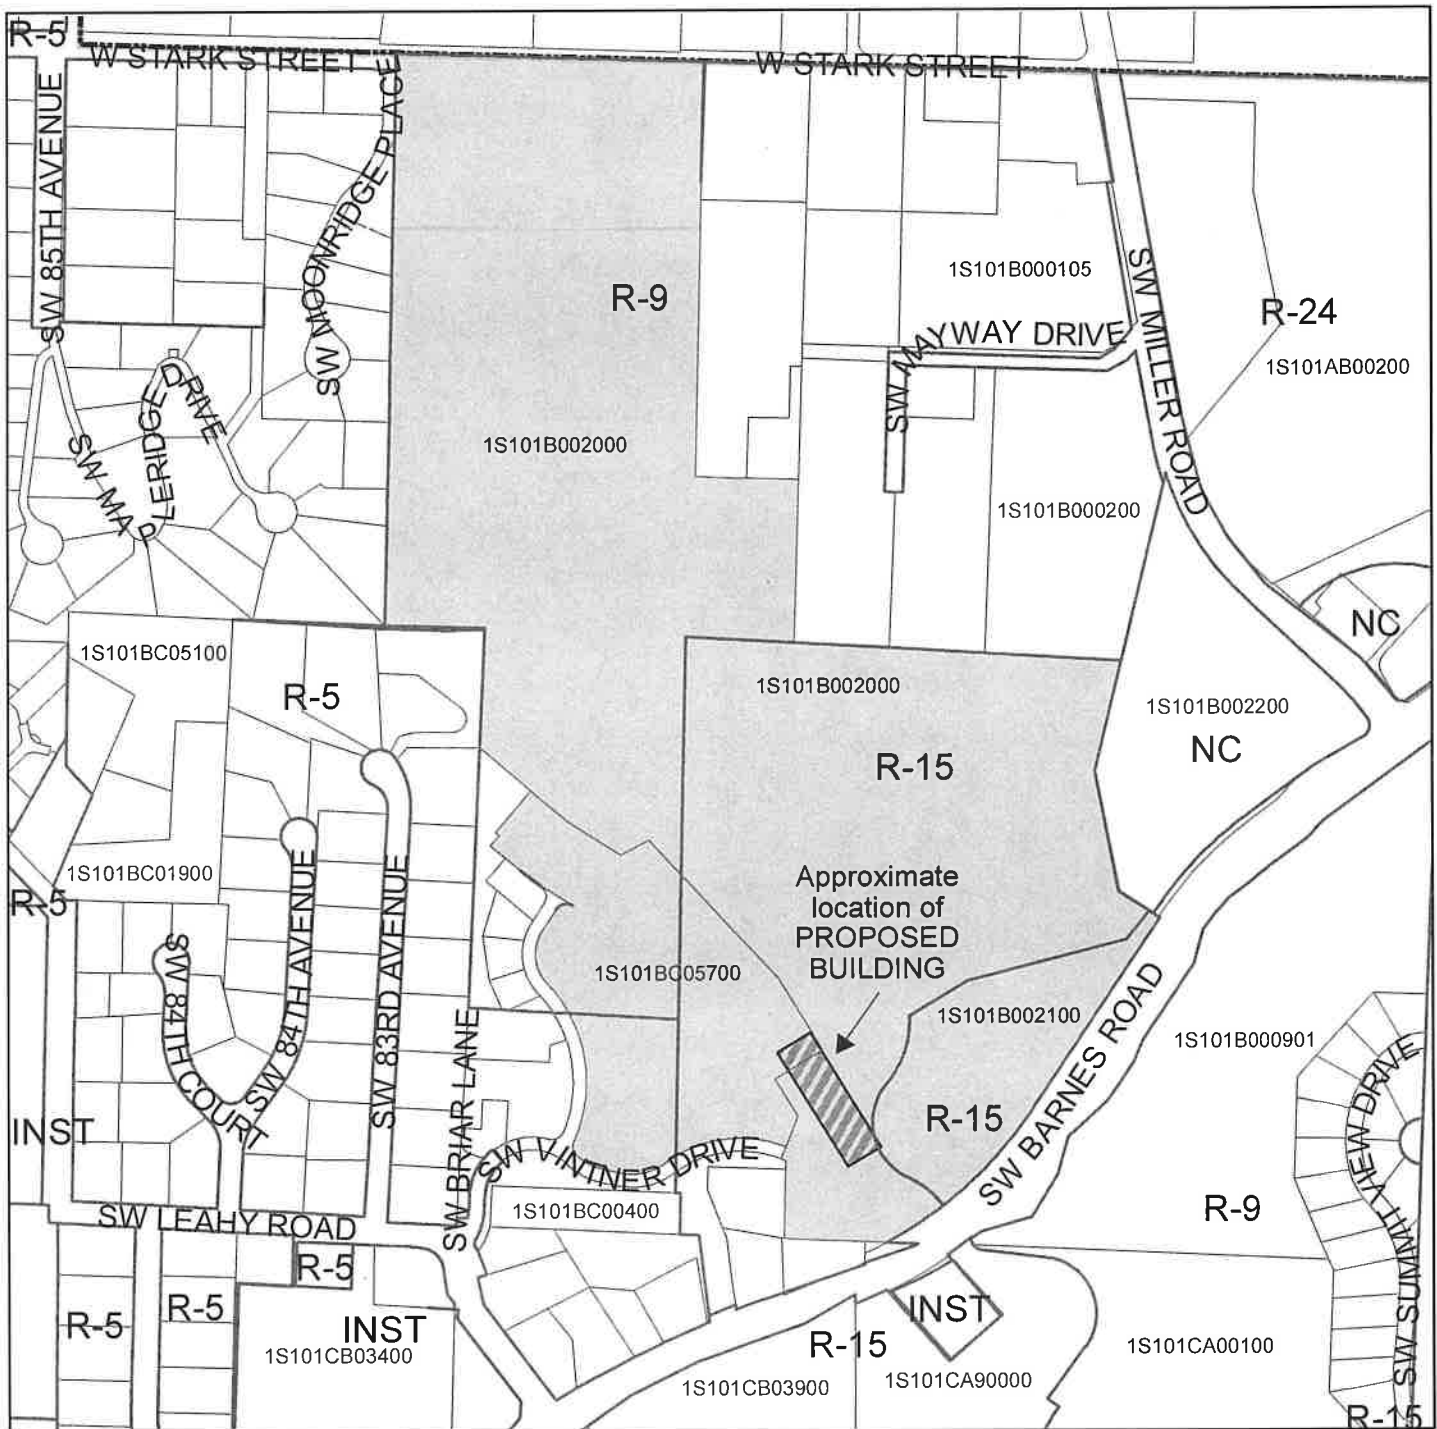 R-5
W STARK STREET
W STARK STREET
SW 85TH AVENUE
SW MOONRIDGE PLACE
1S101B000105
SW MILLER ROAD
R-9
R-24
SW MAYWAY DRIVE
1S101AB00200
SW MAPLERIDGE DRIVE
1S101B002000
1S101B000200
NC
1S101BC05100
R-5
1S101B002000
1S101B002200
NC
R-15
1S101BC01900
R-5
Approximate
location of
PROPOSED
BUILDING
SW 84TH AVENUE
SW 83RD AVENUE
SW 84TH COURT
1S101BC05700
1S101B002100
SW BARNES ROAD
1S101B000901
SW BRIAR LANE
R-15
INST
SW VINTNER DRIVE
SW SUMMIT VIEW DRIVE
1S101BC00400
R-9
SW LEAHY ROAD
R-5
R-5
R-5
INST
1S101CB03400
INST
R-15
1S101CA00100
1S101CB03900
1S101CA90000
R-15